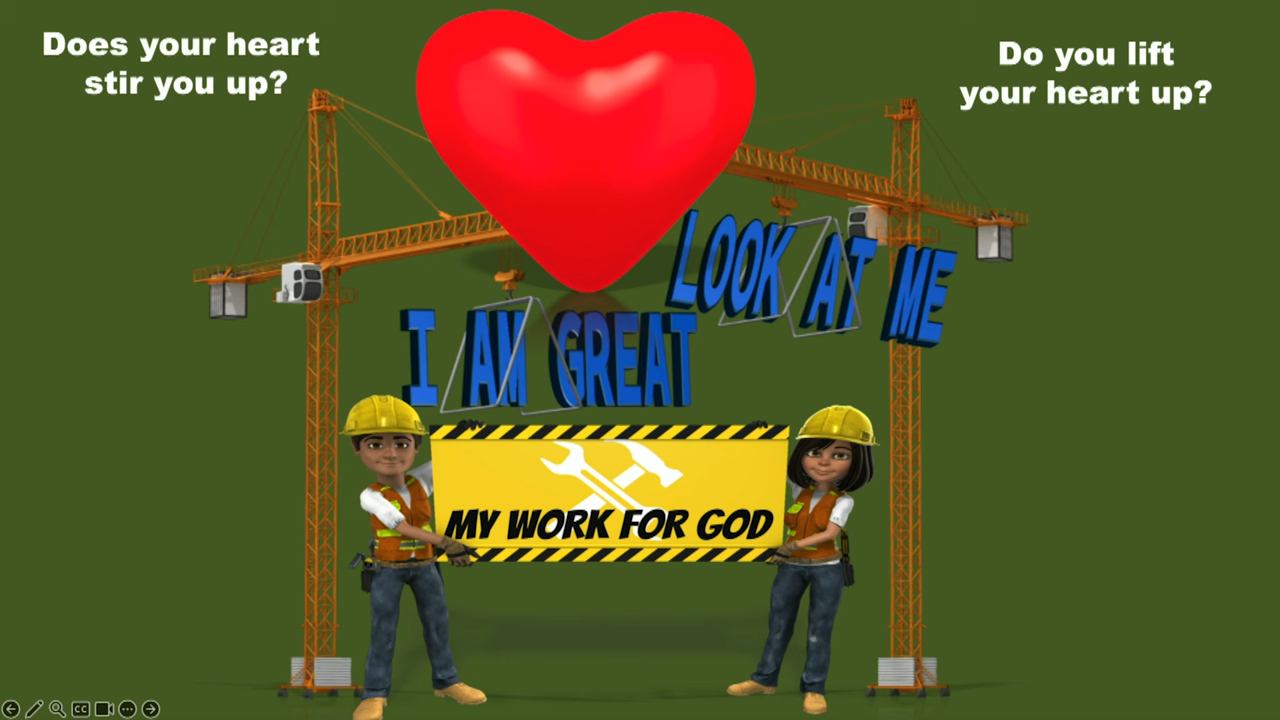 Does your heart
stir you up?
Do you lift
your heart up?
LOOK AT ME
I AM GREAT
MY WORK FOR GOD
CC